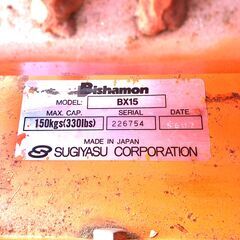 Bishamon
MODEL: BX15
MAX. CAP. SERIAL DATE
150kgs(330lbs) 226754
MADE IN JAPAN
SUGIYASU CORPORATION